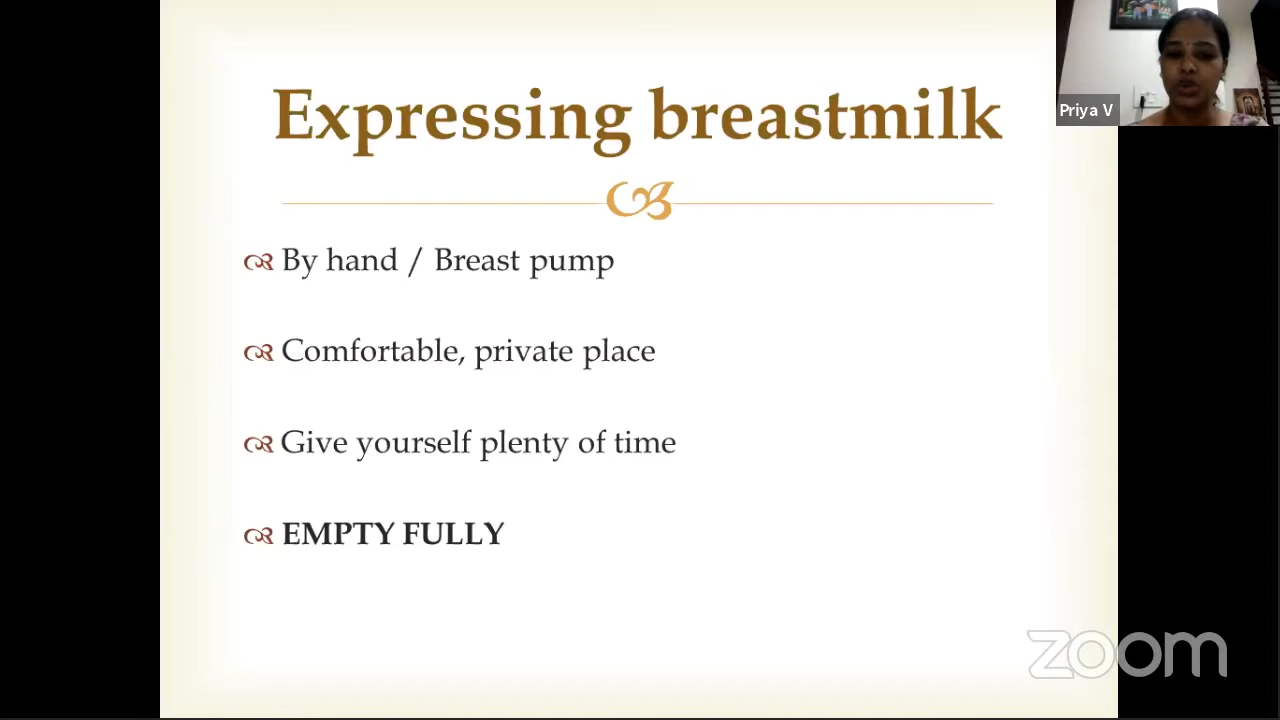 Expressing breastmilk
By hand / Breast pump
Comfortable, private place
Give yourself plenty of time
EMPTY FULLY
Priya V
zoom